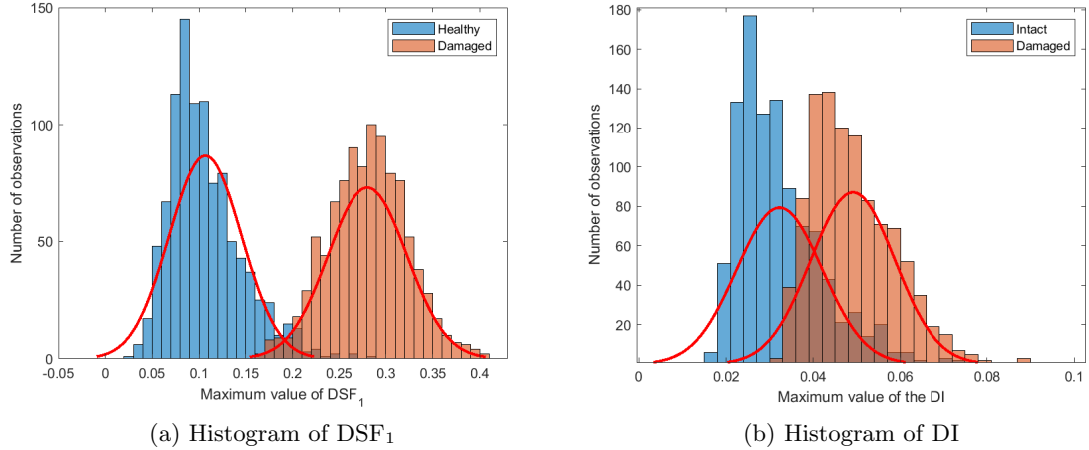 150
100
50
0
-0.05
0
0.05
0.1
0.15
0.2
0.25
0.3
0.35
0.4
Number of observations
Maximum value of DSF₁
Healthy
Damaged
(a) Histogram of DSF₁
180
160
140
120
100
80
60
40
20
0
0.02
0.04
0.06
0.08
0.1
Number of observations
Maximum value of the DI
Intact
Damaged
(b) Histogram of DI